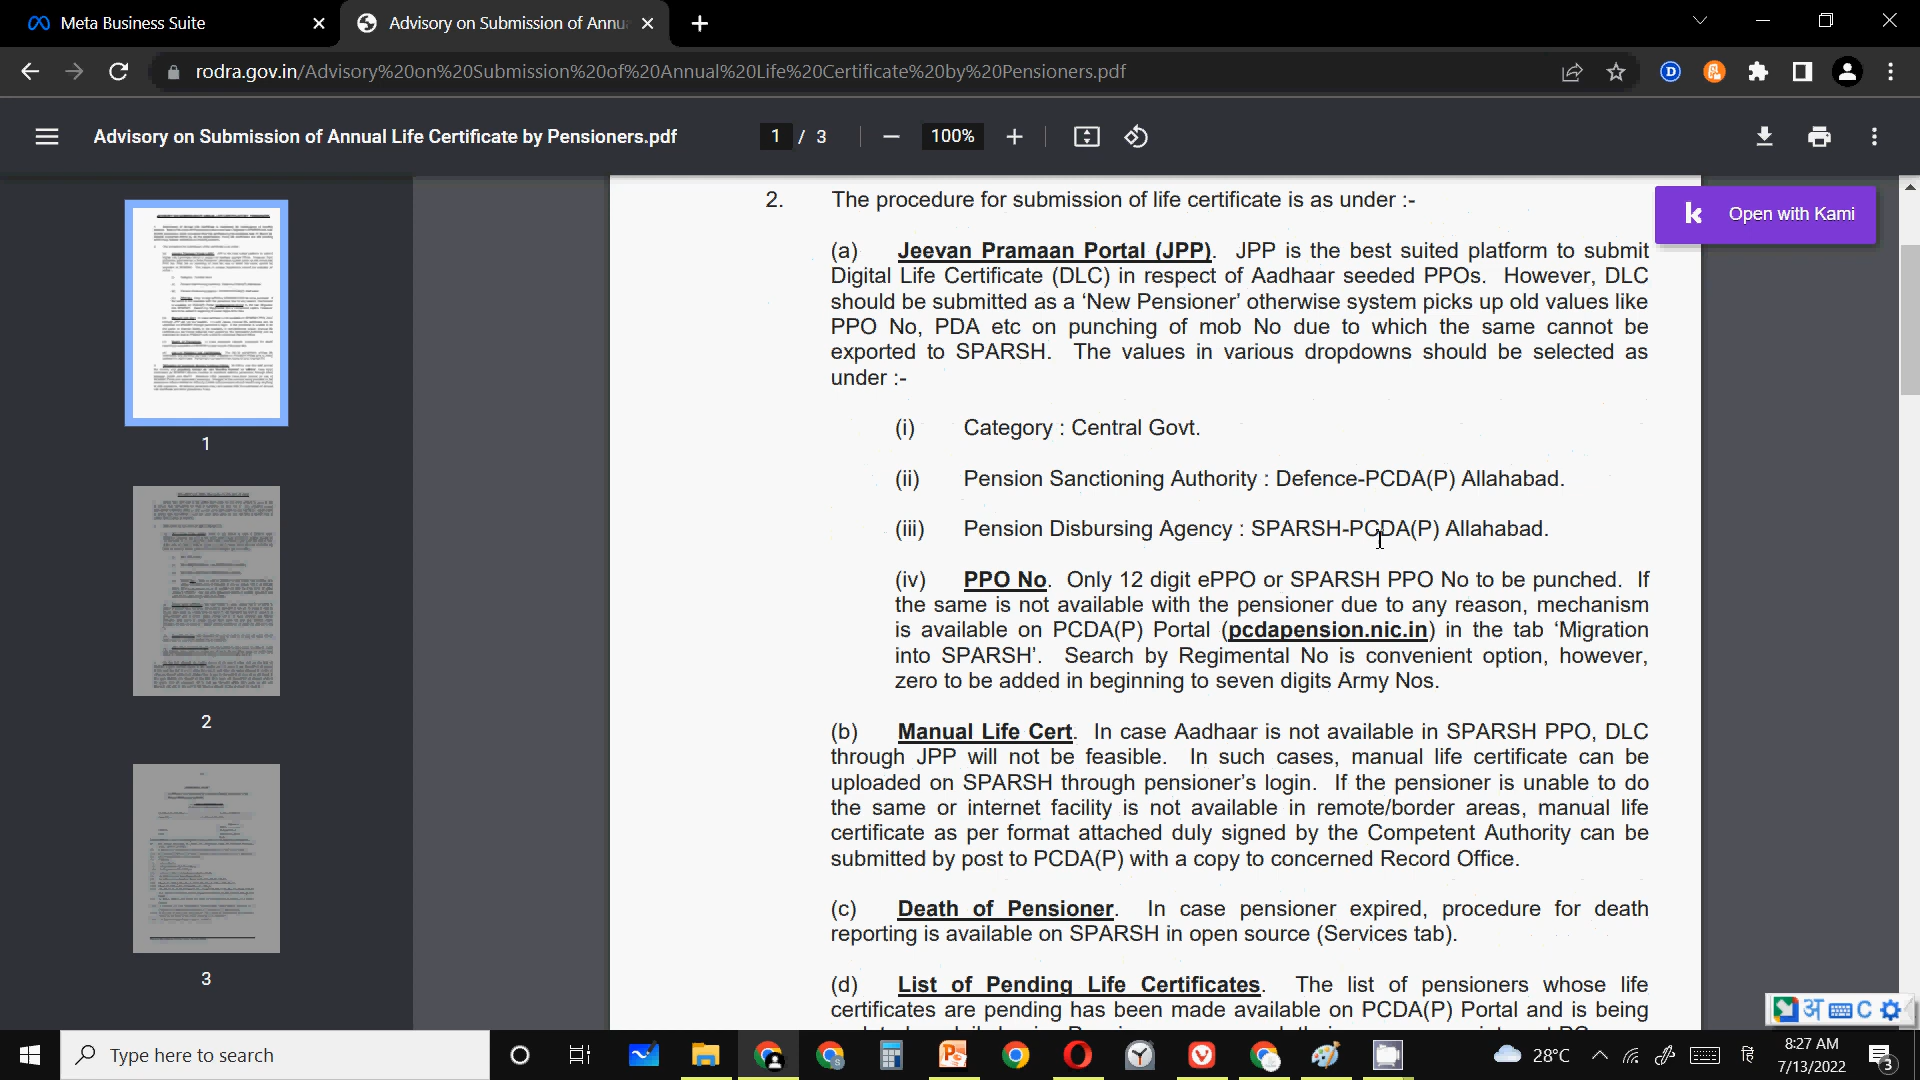 Meta Business Suite
Advisory on Submission of Annu
rodra.gov.in/Advisory%20on%20Submission%20of%20Annual%20Life%20Certificate%20by%20Pensioners.pdf
Advisory on Submission of Annual Life Certificate by Pensioners.pdf
1 / 3
100%
Open with Kami
1
2
3
2. The procedure for submission of life certificate is as under :-
(a) Jeevan Pramaan Portal (JPP). JPP is the best suited platform to submit
Digital Life Certificate (DLC) in respect of Aadhaar seeded PPOs. However, DLC
should be submitted as a ‘New Pensioner’ otherwise system picks up old values like
PPO No, PDA etc on punching of mob No due to which the same cannot be
exported to SPARSH. The values in various dropdowns should be selected as
under :-
(i) Category : Central Govt.
(ii) Pension Sanctioning Authority : Defence-PCDA(P) Allahabad.
(iii) Pension Disbursing Agency : SPARSH-PCDA(P) Allahabad.
(iv) PPO No. Only 12 digit ePPO or SPARSH PPO No to be punched. If
the same is not available with the pensioner due to any reason, mechanism
is available on PCDA(P) Portal (pcdapension.nic.in) in the tab ‘Migration
into SPARSH’. Search by Regimental No is convenient option, however,
zero to be added in beginning to seven digits Army Nos.
(b) Manual Life Cert. In case Aadhaar is not available in SPARSH PPO, DLC
through JPP will not be feasible. In such cases, manual life certificate can be
uploaded on SPARSH through pensioner’s login. If the pensioner is unable to do
the same or internet facility is not available in remote/border areas, manual life
certificate as per format attached duly signed by the Competent Authority can be
submitted by post to PCDA(P) with a copy to concerned Record Office.
(c) Death of Pensioner. In case pensioner expired, procedure for death
reporting is available on SPARSH in open source (Services tab).
(d) List of Pending Life Certificates. The list of pensioners whose life
certificates are pending has been made available on PCDA(P) Portal and is being
अ C
Type here to search
28°C
हि
8:27 AM
7/13/2022
3